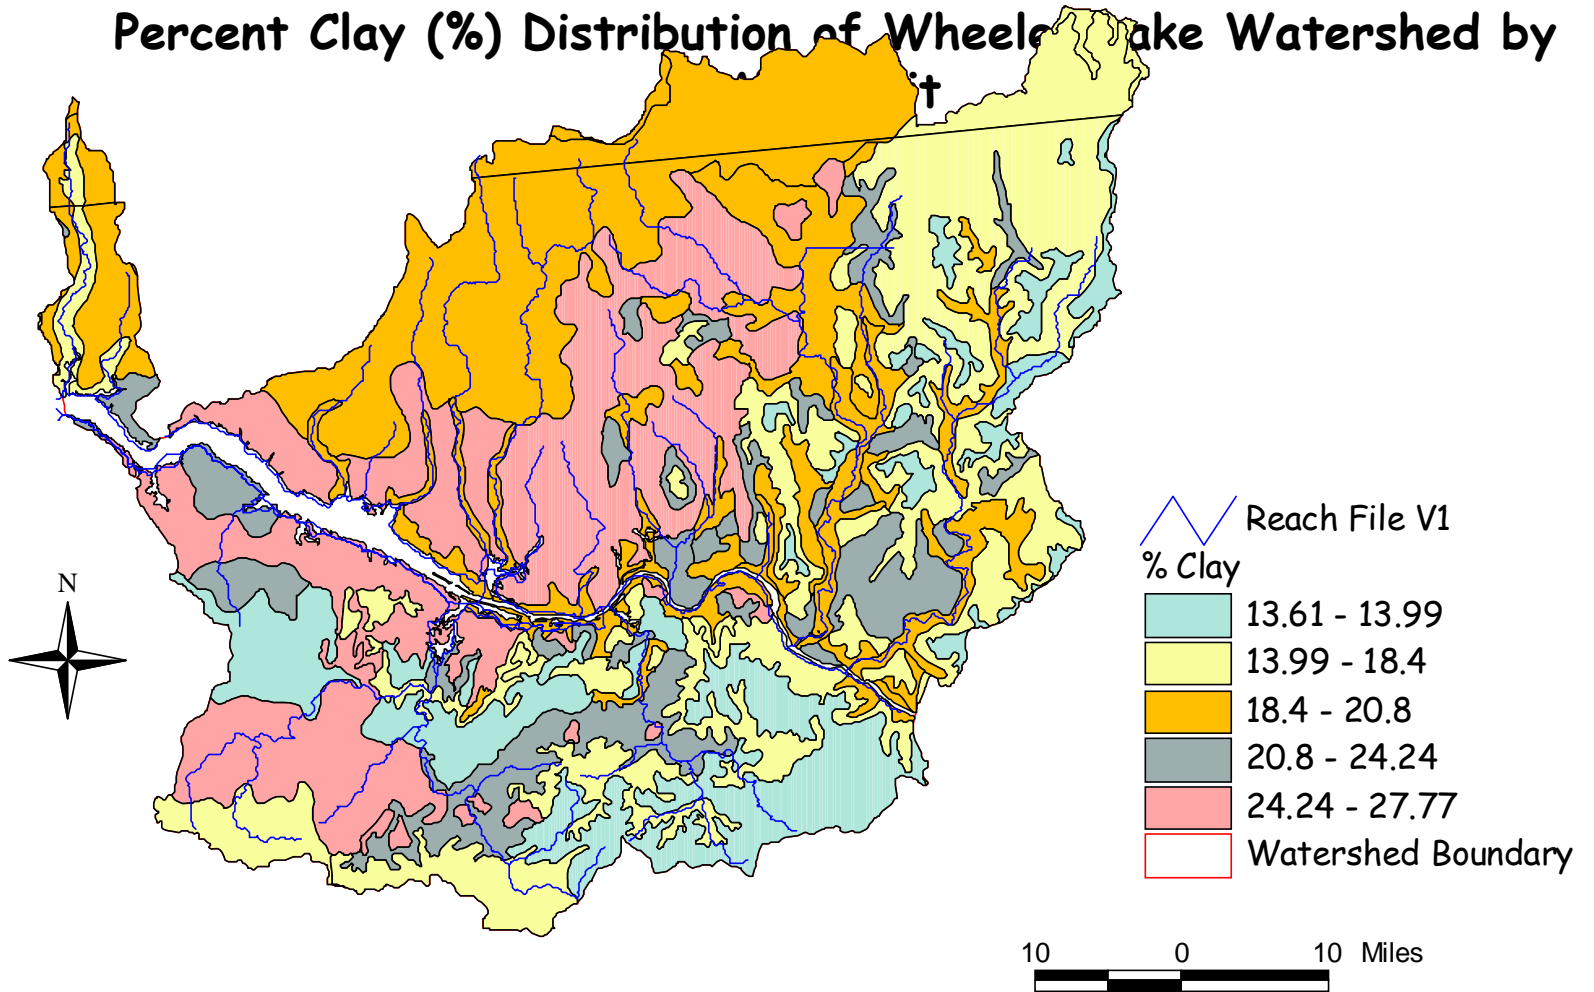 Percent Clay (%) Distribution of Wheele ake Watershed by
it
N
Reach File V1
% Clay
13.61 - 13.99
13.99 - 18.4
18.4 - 20.8
20.8 - 24.24
24.24 - 27.77
Watershed Boundary
10 0 10 Miles